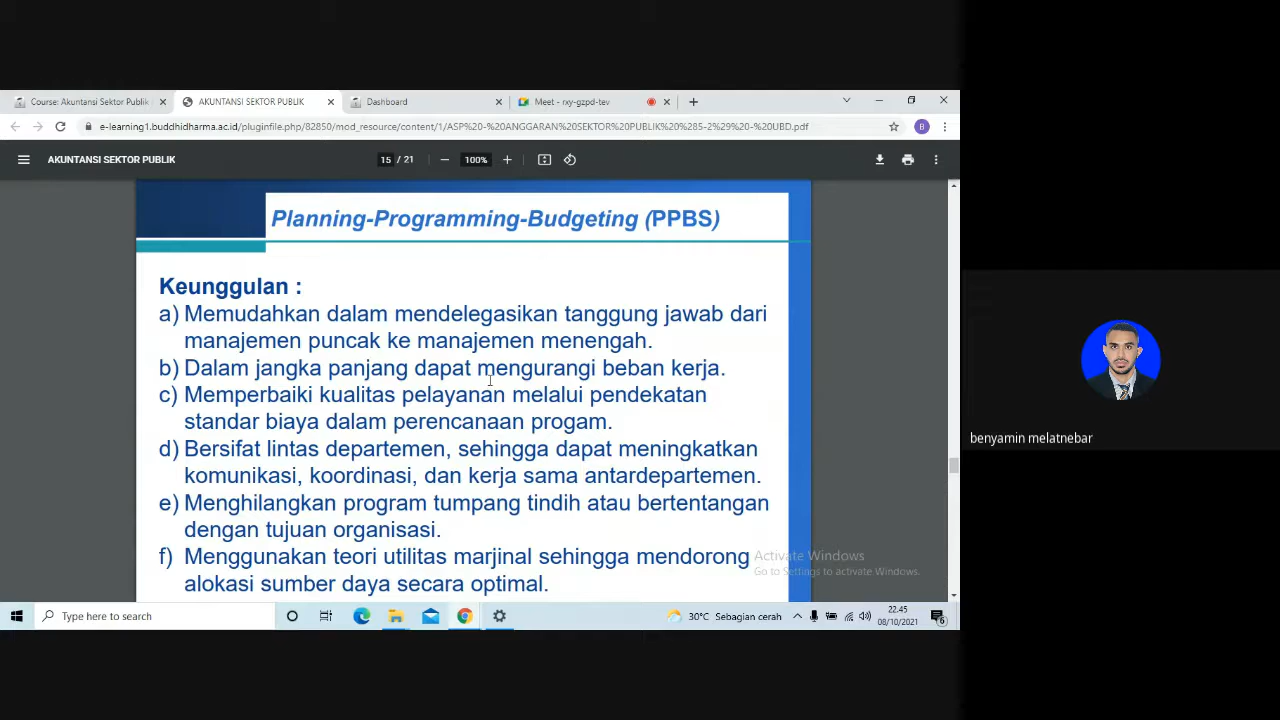 Course: Akuntansi Sektor Publik
AKUNTANSI SEKTOR PUBLIK
Dashboard
Meet - rxy-gzpd-tev
e-learning1.buddhidharma.ac.id/pluginfile.php/82850/mod_resource/content/1/ASP%20-%20ANGGARAN%20SEKTOR%20PUBLIK%20%285-2%29%20-%20UBD.pdf
B
AKUNTANSI SEKTOR PUBLIK
15 / 21
100%
Planning-Programming-Budgeting (PPBS)
Keunggulan :
a) Memudahkan dalam mendelegasikan tanggung jawab dari
manajemen puncak ke manajemen menengah.
b) Dalam jangka panjang dapat mengurangi beban kerja.
c) Memperbaiki kualitas pelayanan melalui pendekatan
standar biaya dalam perencanaan progam.
d) Bersifat lintas departemen, sehingga dapat meningkatkan
komunikasi, koordinasi, dan kerja sama antardepartemen.
e) Menghilangkan program tumpang tindih atau bertentangan
dengan tujuan organisasi.
f) Menggunakan teori utilitas marjinal sehingga mendorong
alokasi sumber daya secara optimal.
Activate Windows
Go to Settings to activate Windows.
benyamin melatnebar
Type here to search
30°C Sebagian cerah
22.45
08/10/2021
6